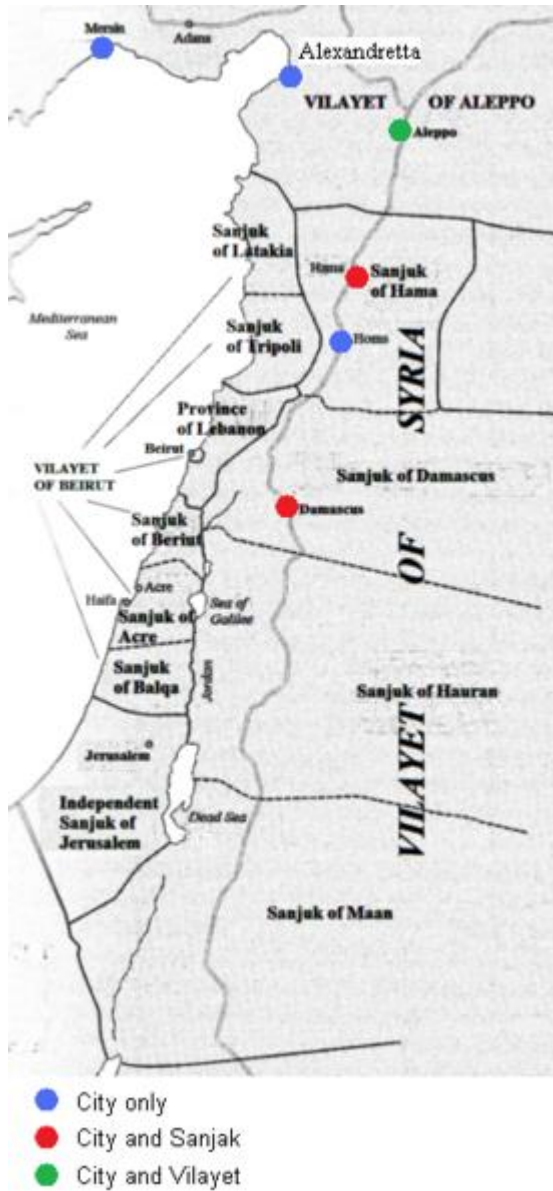 Mersin
Adana
Alexandretta
VILAYET OF ALEPPO
Aleppo
Sanjuk
of Latakia
Hama
Sanjuk
of Hama
Mediterranean
Sea
Sanjuk
of Tripoli
Homs
SYRIA
Province
of Lebanon
Beirut
VILAYET
OF BEIRUT
Sanjuk of Damascus
Damascus
Sanjuk
of Beriut
OF
Acre
Haifa
Sanjuk of
Acre
Sea of
Galilee
Sanjuk
of Balqa
Jordan
Sanjuk of Hauran
VILAYET
Jerusalem
Independent
Sanjuk of
Jerusalem
Dead Sea
Sanjuk of Maan
City only
City and Sanjak
City and Vilayet